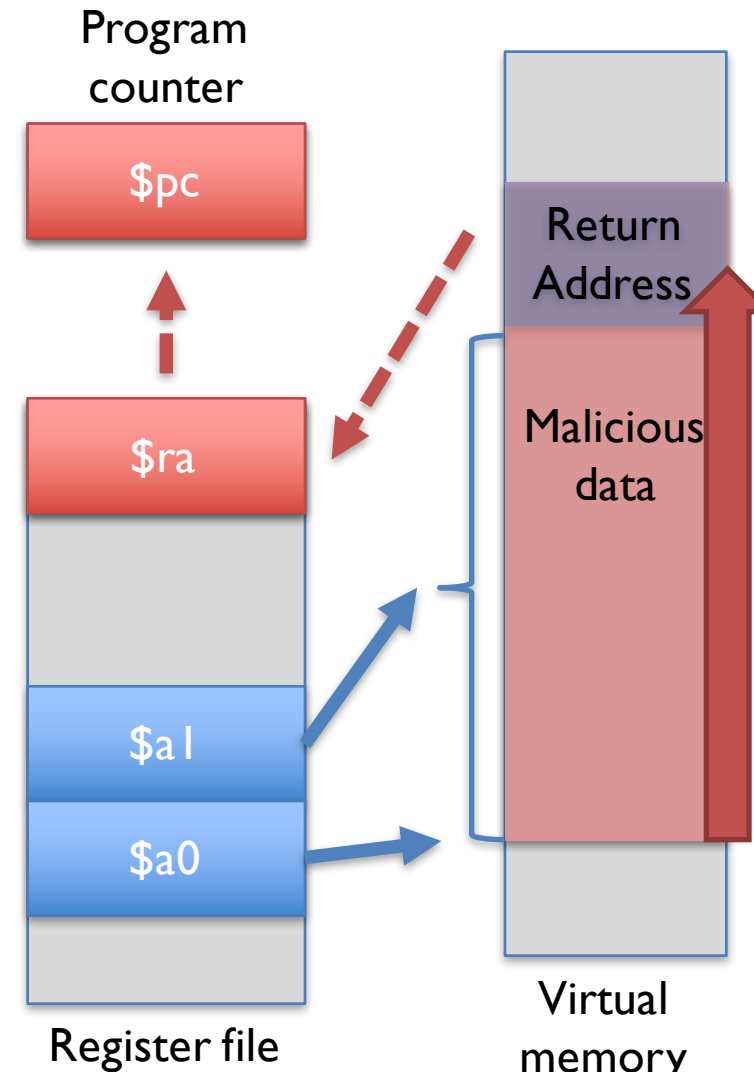 Program
counter
$pc
$ra
$a1
$a0
Register file
Return
Address
Malicious
data
Virtual
memory